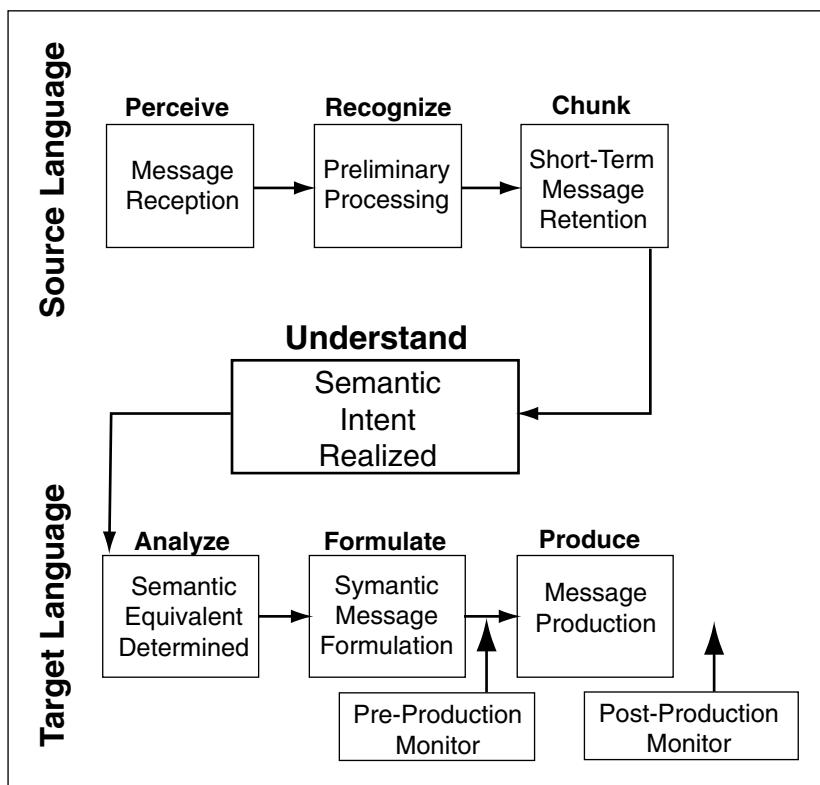 Source Language
Perceive
Message
Reception
Recognize
Preliminary
Processing
Chunk
Short-Term
Message
Retention
Understand
Semantic
Intent
Realized
Target Language
Analyze
Semantic
Equivalent
Determined
Formulate
Symantic
Message
Formulation
Produce
Message
Production
Pre-Production
Monitor
Post-Production
Monitor